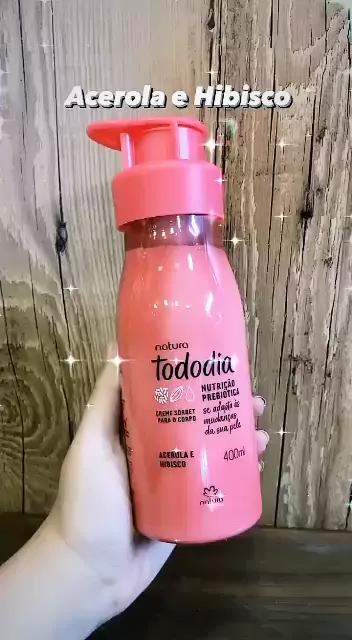 Acerola e Hibisco
natura
tododia
NUTRIÇÃO
PREBIÓTICA
CREME SORBET
PARA O CORPO
se adapta às
mudanças
da sua pele
ACEROLA E
HIBISCO
400ml
natura